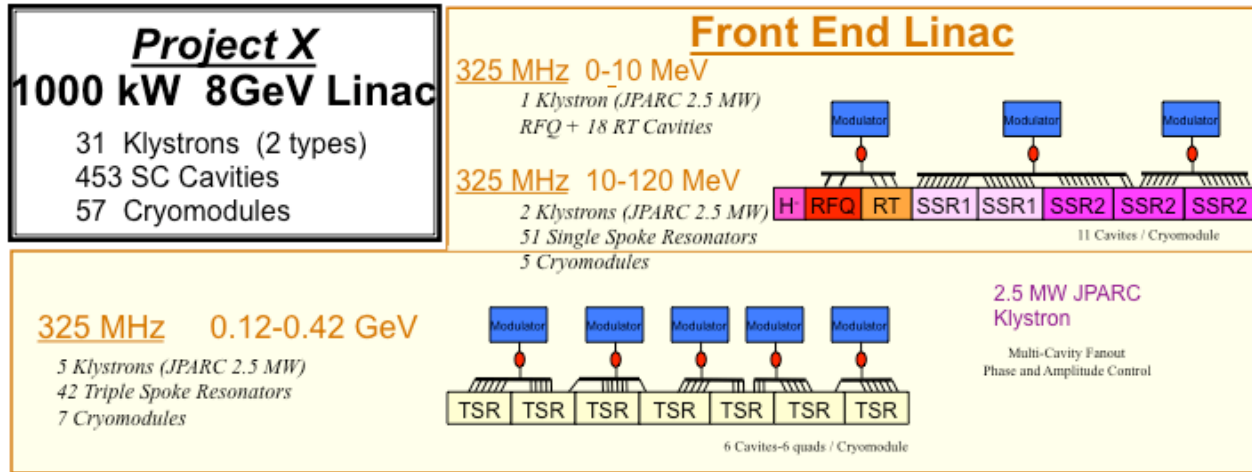 Project X
1000 kW 8GeV Linac
31 Klystrons (2 types)
453 SC Cavities
57 Cryomodules
Front End Linac
325 MHz 0-10 MeV
1 Klystron (JPARC 2.5 MW)
RFQ + 18 RT Cavities
325 MHz 10-120 MeV
2 Klystrons (JPARC 2.5 MW)
51 Single Spoke Resonators
5 Cryomodules
Modulator Modulator Modulator
H- RFQ RT SSR1 SSR1 SSR2 SSR2 SSR2
11 Cavites / Cryomodule
325 MHz 0.12-0.42 GeV
5 Klystrons (JPARC 2.5 MW)
42 Triple Spoke Resonators
7 Cryomodules
Modulator Modulator Modulator Modulator Modulator
TSR TSR TSR TSR TSR TSR TSR
6 Cavites-6 quads / Cryomodule
2.5 MW JPARC
Klystron
Multi-Cavity Fanout
Phase and Amplitude Control